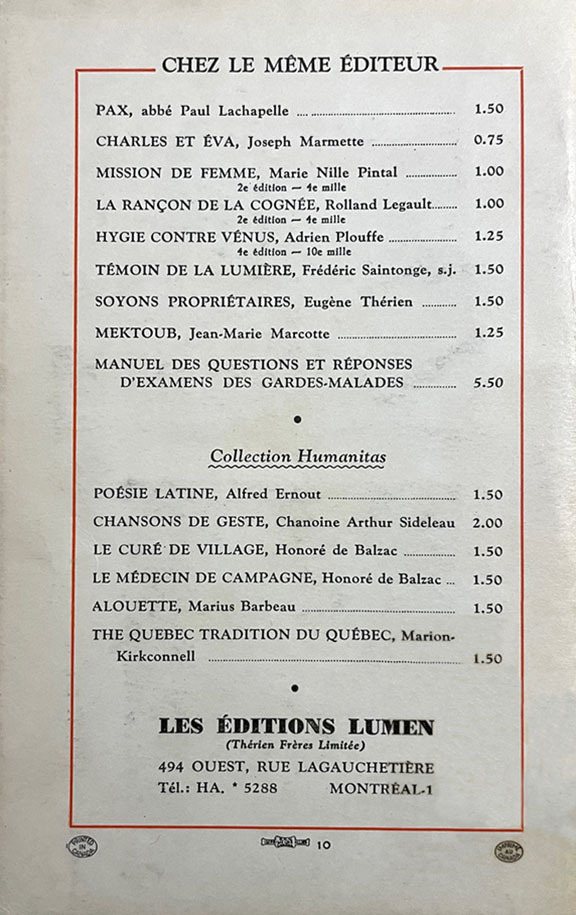 CHEZ LE MÊME ÉDITEUR
PAX, abbé Paul Lachapelle .... .................................................. 1.50
CHARLES ET ÉVA, Joseph Marmette .............................. 0.75
MISSION DE FEMME, Marie Nille Pintal .................. 1.00
2e édition — 4e mille
LA RANÇON DE LA COGNÉE, Rolland Legault......... 1.00
2e édition — 4e mille
HYGIE CONTRE VÉNUS, Adrien Plouffe ........................ 1.25
4e édition — 10e mille
TÉMOIN DE LA LUMIÈRE, Frédéric Saintonge, s.j. 1.50
SOYONS PROPRIÉTAIRES, Eugène Thérien ............ 1.50
MEKTOUB, Jean-Marie Marcotte ............................................ 1.25
MANUEL DES QUESTIONS ET RÉPONSES
D'EXAMENS DES GARDES-MALADES ............... 5.50
•
Collection Humanitas
POÉSIE LATINE, Alfred Ernout ............................................. 1.50
CHANSONS DE GESTE, Chanoine Arthur Sideleau 2.00
LE CURÉ DE VILLAGE, Honoré de Balzac .................. 1.50
LE MÉDECIN DE CAMPAGNE, Honoré de Balzac ... 1.50
ALOUETTE, Marius Barbeau .................................................... 1.50
THE QUEBEC TRADITION DU QUÉBEC, Marion-
Kirkconnell ........................................................................ 1.50
•
LES ÉDITIONS LUMEN
(Thérien Frères Limitée)
494 OUEST, RUE LAGAUCHETIÈRE
Tél.: HA. * 5288 MONTRÉAL-1
PRINTED IN CANADA
10
IMPRIMÉ AU CANADA